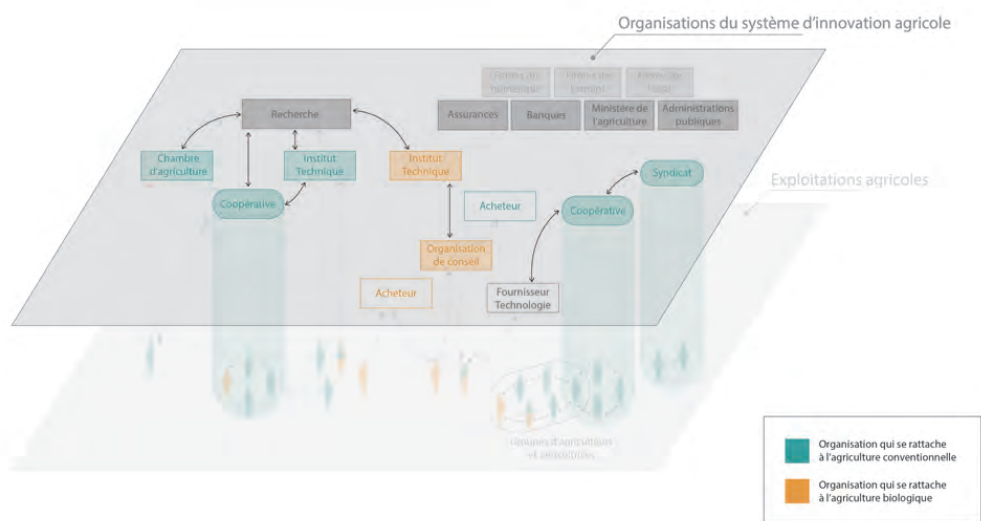 Organisations du système d'innovation agricole
Assurances
Banques
Ministère de
l'agriculture
Administrations
publiques
Recherche
Chambre
d'agriculture
Institut
Technique
Institut
Technique
Syndicat
Exploitations agricoles
Coopérative
Acheteur
Coopérative
Organisation
de conseil
Acheteur
Fournisseur
Technologie
Groupes d'agriculteurs
Organisation qui se rattache
à l'agriculture conventionnelle
Organisation qui se rattache
à l'agriculture biologique